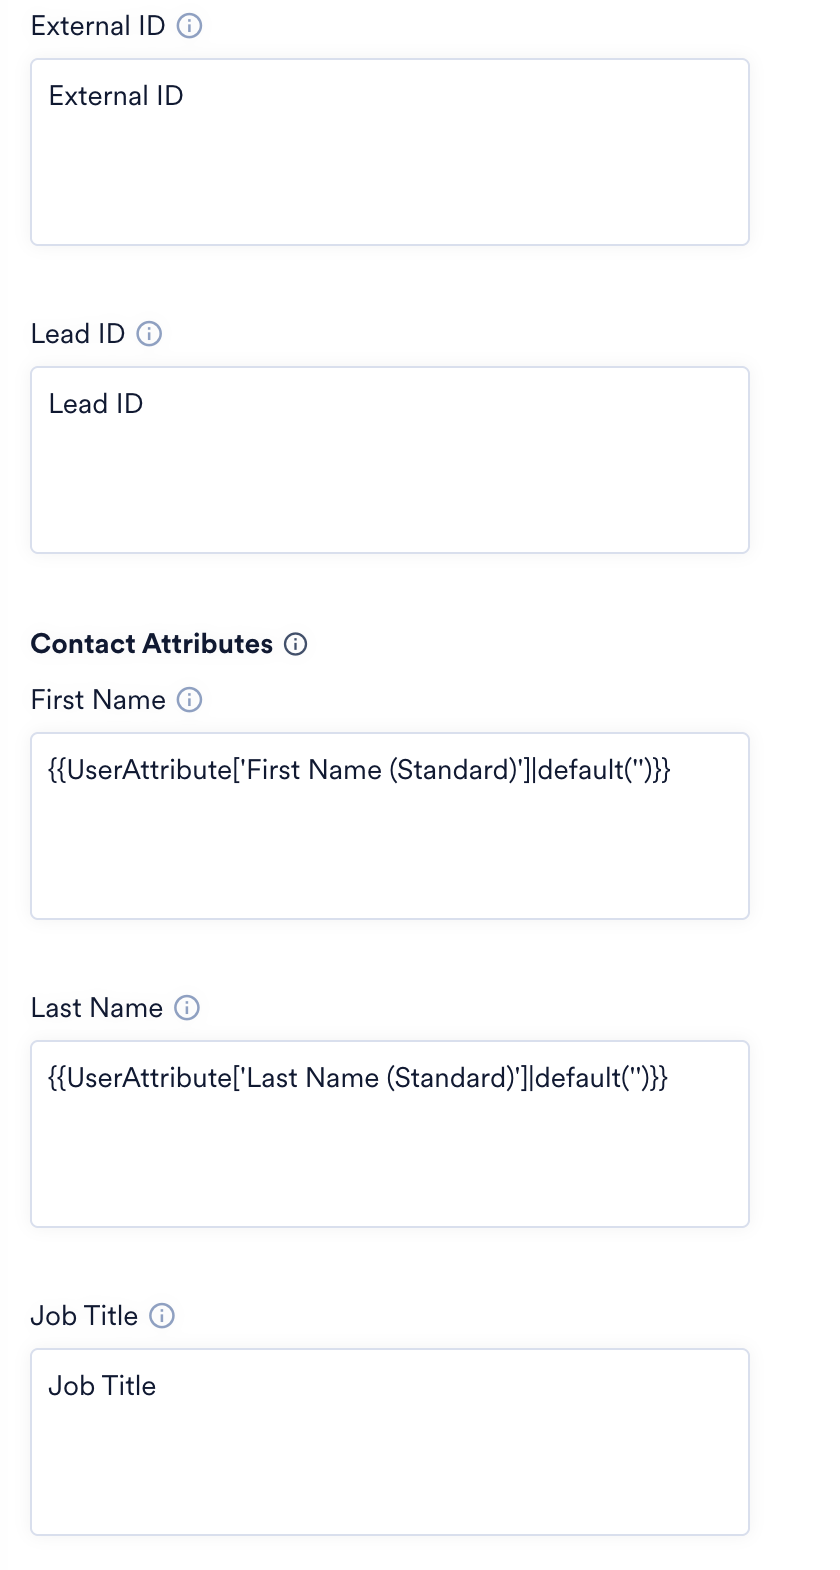 External ID
External ID
Lead ID
Lead ID
Contact Attributes
First Name
{{UserAttribute['First Name (Standard)']|default('')}}
Last Name
{{UserAttribute['Last Name (Standard)']|default('')}}
Job Title
Job Title